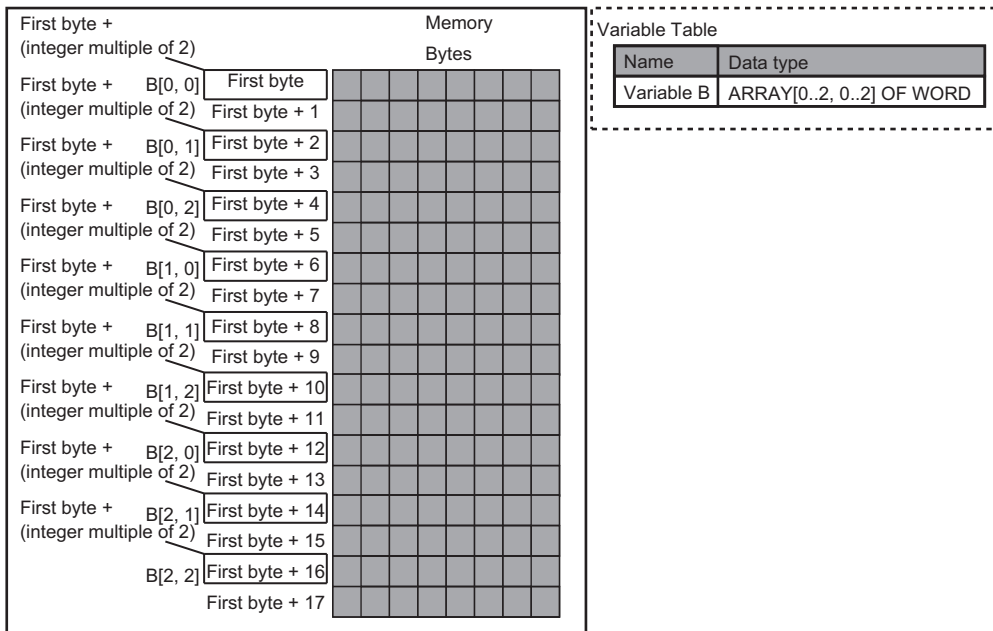 First byte +
(integer multiple of 2)
Memory
Bytes
First byte +
(integer multiple of 2)
B[0, 0]
First byte
First byte + 1
First byte +
(integer multiple of 2)
B[0, 1]
First byte + 2
First byte + 3
First byte +
(integer multiple of 2)
B[0, 2]
First byte + 4
First byte + 5
First byte +
(integer multiple of 2)
B[1, 0]
First byte + 6
First byte + 7
First byte +
(integer multiple of 2)
B[1, 1]
First byte + 8
First byte + 9
First byte +
(integer multiple of 2)
B[1, 2]
First byte + 10
First byte + 11
First byte +
(integer multiple of 2)
B[2, 0]
First byte + 12
First byte + 13
First byte +
(integer multiple of 2)
B[2, 1]
First byte + 14
First byte + 15
B[2, 2]
First byte + 16
First byte + 17
Variable Table
Name Data type
Variable B ARRAY[0..2, 0..2] OF WORD